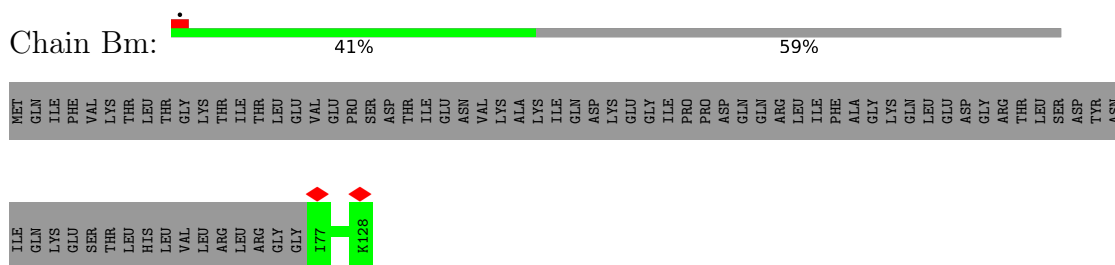 Chain Bm:
41%
59%
MET GLN ILE PHE VAL LYS THR LEU THR GLY LYS THR ILE THR LEU GLU VAL GLU PRO SER ASP THR ILE GLU ASN VAL LYS ALA LYS ILE GLN ASP LYS GLU GLY ILE PRO PRO ASP GLN GLN ARG LEU ILE PHE ALA GLY LYS GLN LEU GLU ASP GLY ARG THR LEU SER ASP TYR ASN
ILE GLN LYS GLU SER THR LEU HIS LEU VAL LEU ARG LEU ARG GLY GLY I77 K128